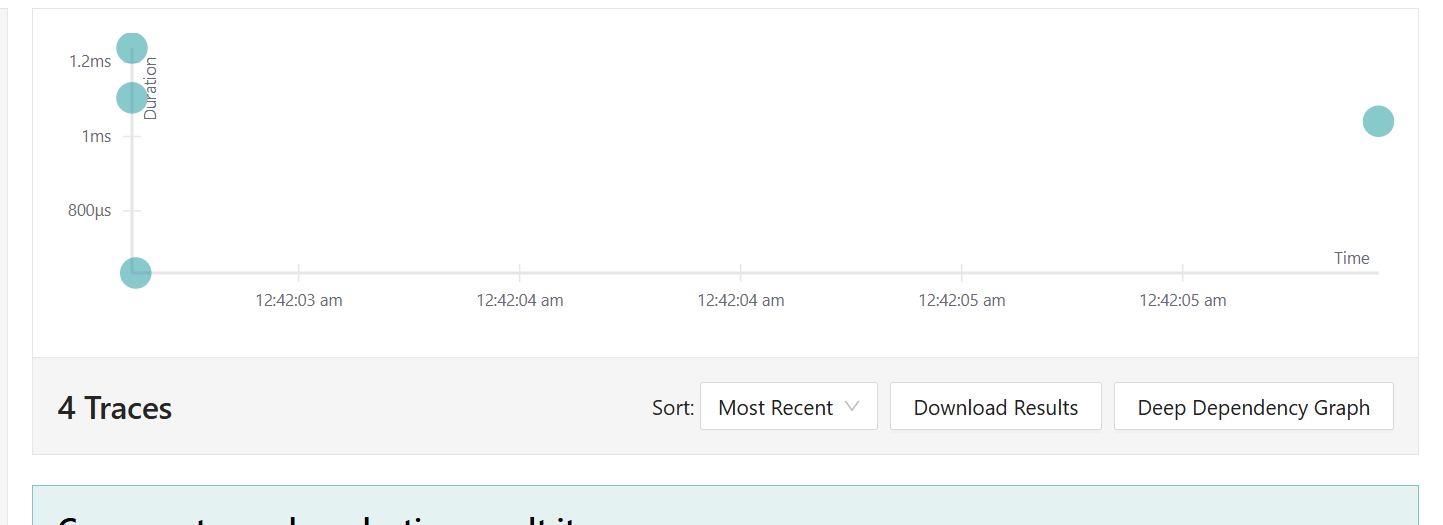 1.2ms
Duration
1ms
800µs
Time
12:42:03 am 12:42:04 am 12:42:04 am 12:42:05 am 12:42:05 am
4 Traces Sort: Most Recent Download Results Deep Dependency Graph